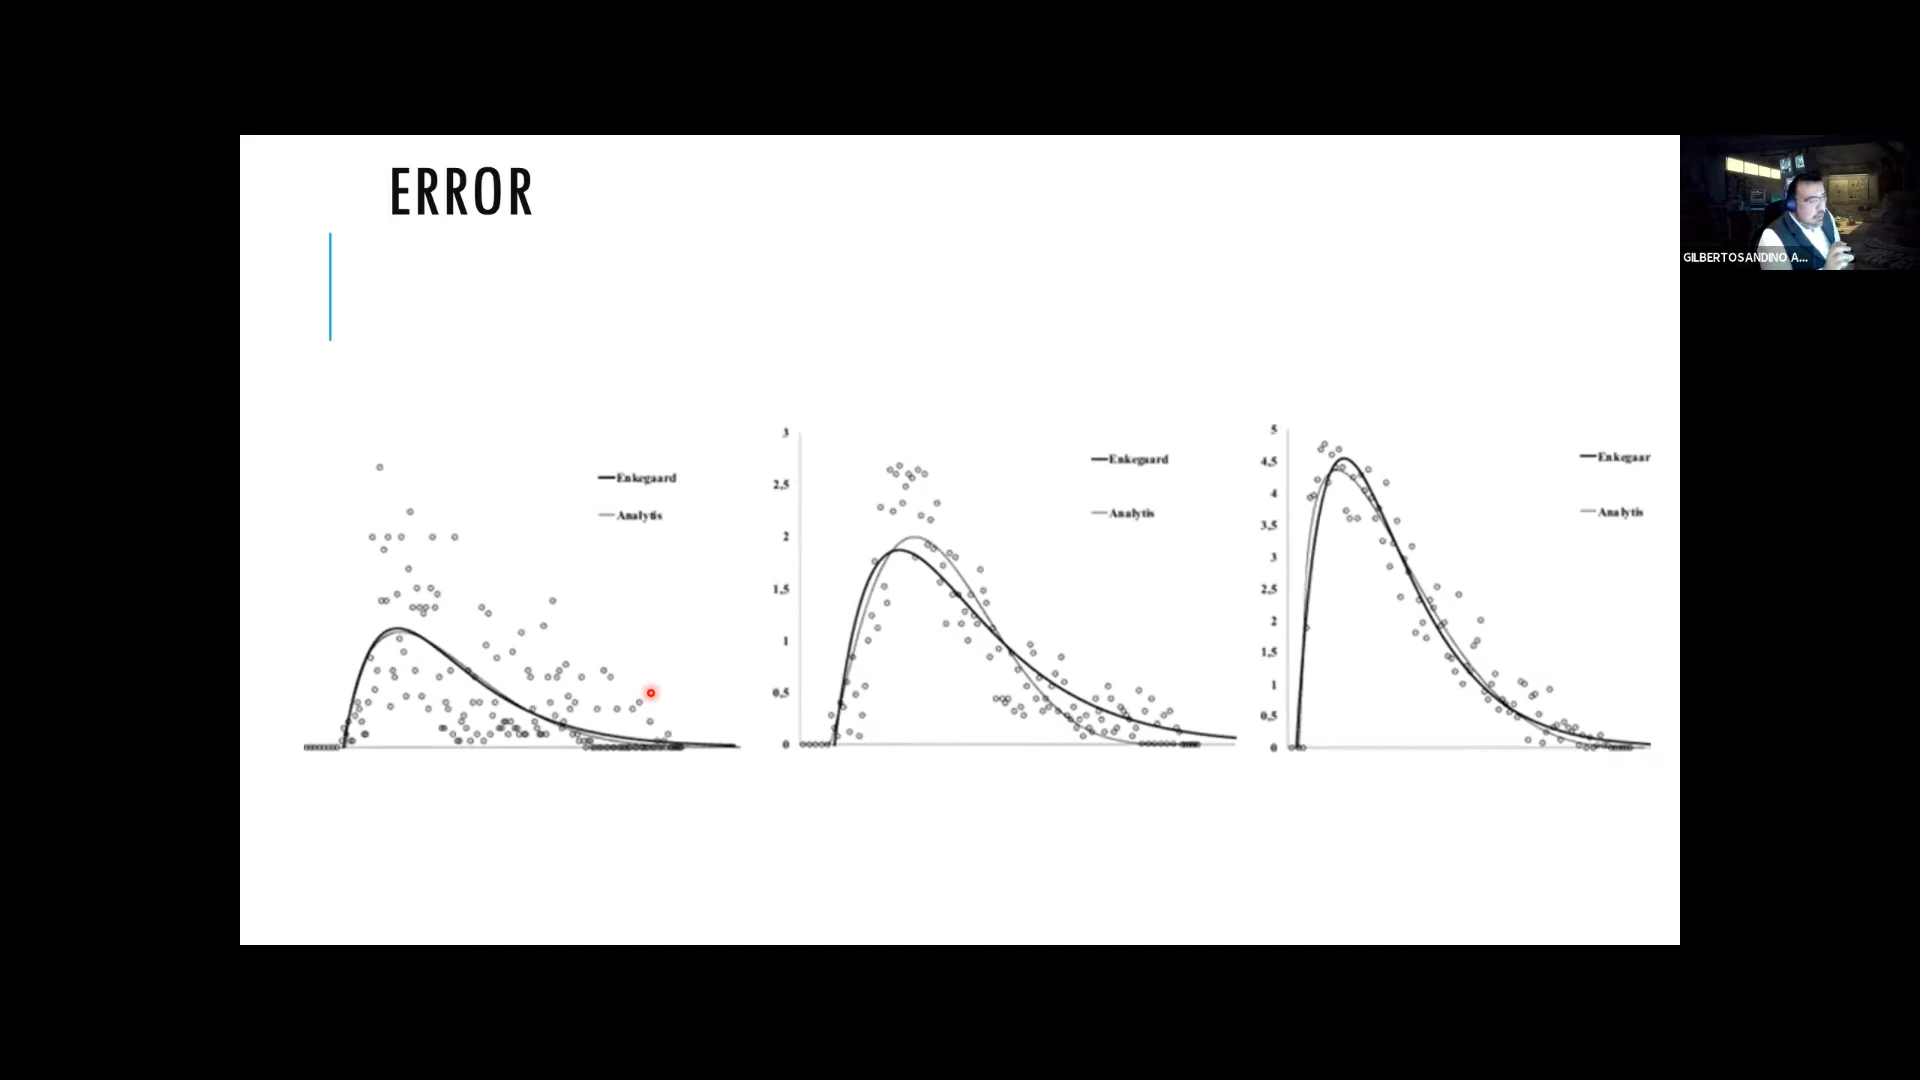 ERROR
GILBERTOSANDINO A...
Enkegaard
Analytis
3
2,5
2
1,5
1
0,5
0
Enkegaard
Analytis
5
4,5
4
3,5
3
2,5
2
1,5
1
0,5
0
Enkegaar
Analytis